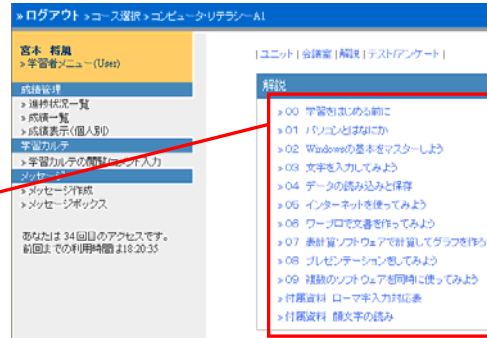 » ログアウト » コース選択 » コンピュータ・リテラシー A1
宮本 将胤
» 学習者メニュー (User)
成績管理
» 進捗状況一覧
» 成績一覧
» 成績表示(個人別)
学習カルテ
» 学習カルテの閲覧/コメント入力
メッセージ
» メッセージ作成
» メッセージボックス
あなたは 34 回目のアクセスです。
前回までの利用時間は18:20:35
| ユニット | 会議室 | 解説 | テスト/アンケート |
解説
» 00 学習をはじめる前に
» 01 パソコンとはなにか
» 02 Windowsの基本をマスターしよう
» 03 文字を入力してみよう
» 04 データの読み込みと保存
» 05 インターネットを使ってみよう
» 06 ワープロで文書を作ってみよう
» 07 表計算ソフトウェアで計算してグラフを作ろ
» 08 プレゼンテーションをしてみよう
» 09 複数のソフトウェアを同時に使ってみよう
» 付属資料 ローマ字入力対応表
» 付属資料 顔文字の読み